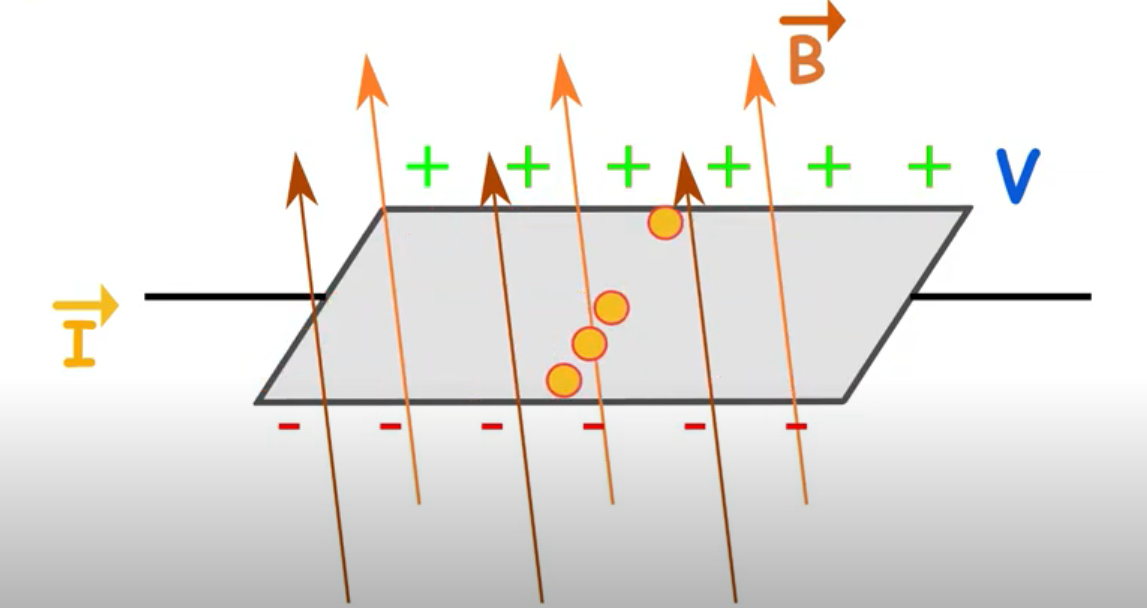 B
+ + + + + + V
I
- - - - - -